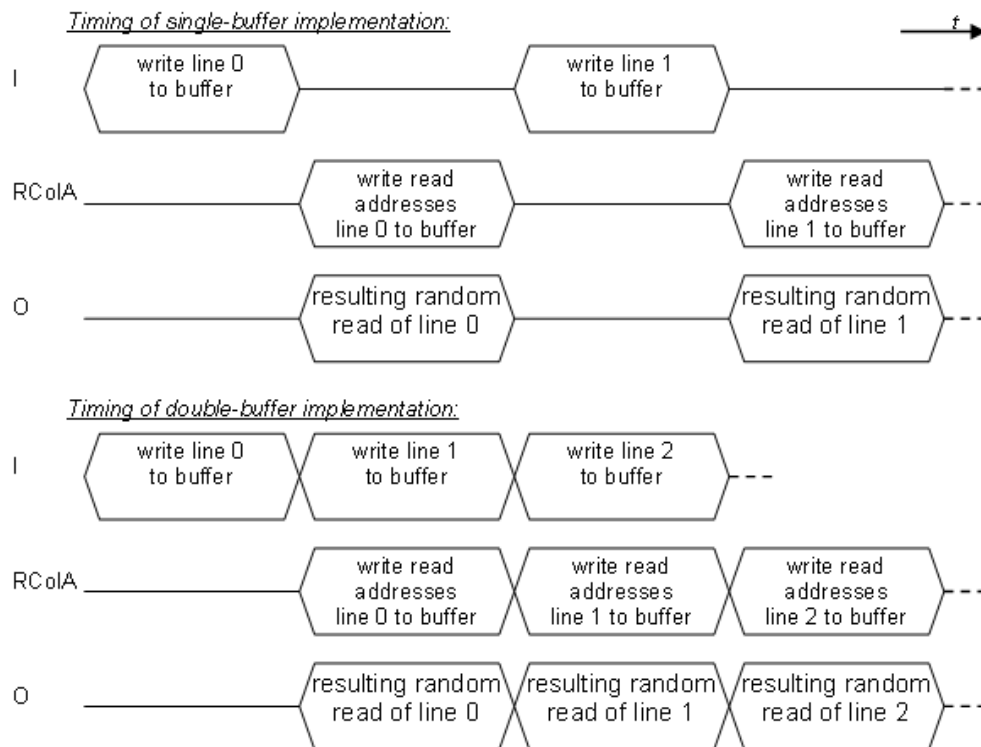 Timing of single-buffer implementation:
t
I
write line 0
to buffer
write line 1
to buffer
RColA
write read
addresses
line 0 to buffer
write read
addresses
line 1 to buffer
O
resulting random
read of line 0
resulting random
read of line 1
Timing of double-buffer implementation:
I
write line 0
to buffer
write line 1
to buffer
write line 2
to buffer
RColA
write read
addresses
line 0 to buffer
write read
addresses
line 1 to buffer
write read
addresses
line 2 to buffer
O
resulting random
read of line 0
resulting random
read of line 1
resulting random
read of line 2